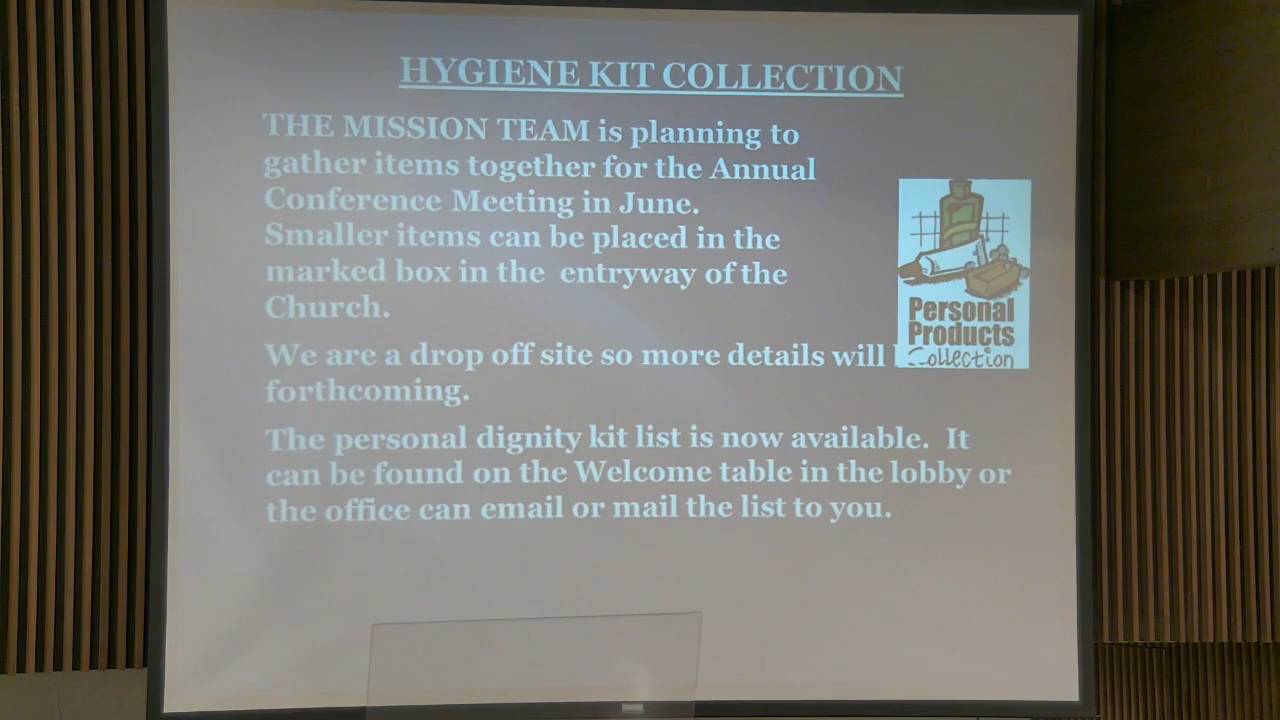 HYGIENE KIT COLLECTION
THE MISSION TEAM is planning to
gather items together for the Annual
Conference Meeting in June.
Smaller items can be placed in the
marked box in the entryway of the
Church.
We are a drop off site so more details will
forthcoming.
The personal dignity kit list is now available. It
can be found on the Welcome table in the lobby or
the office can email or mail the list to you.
Personal
Products
Collection